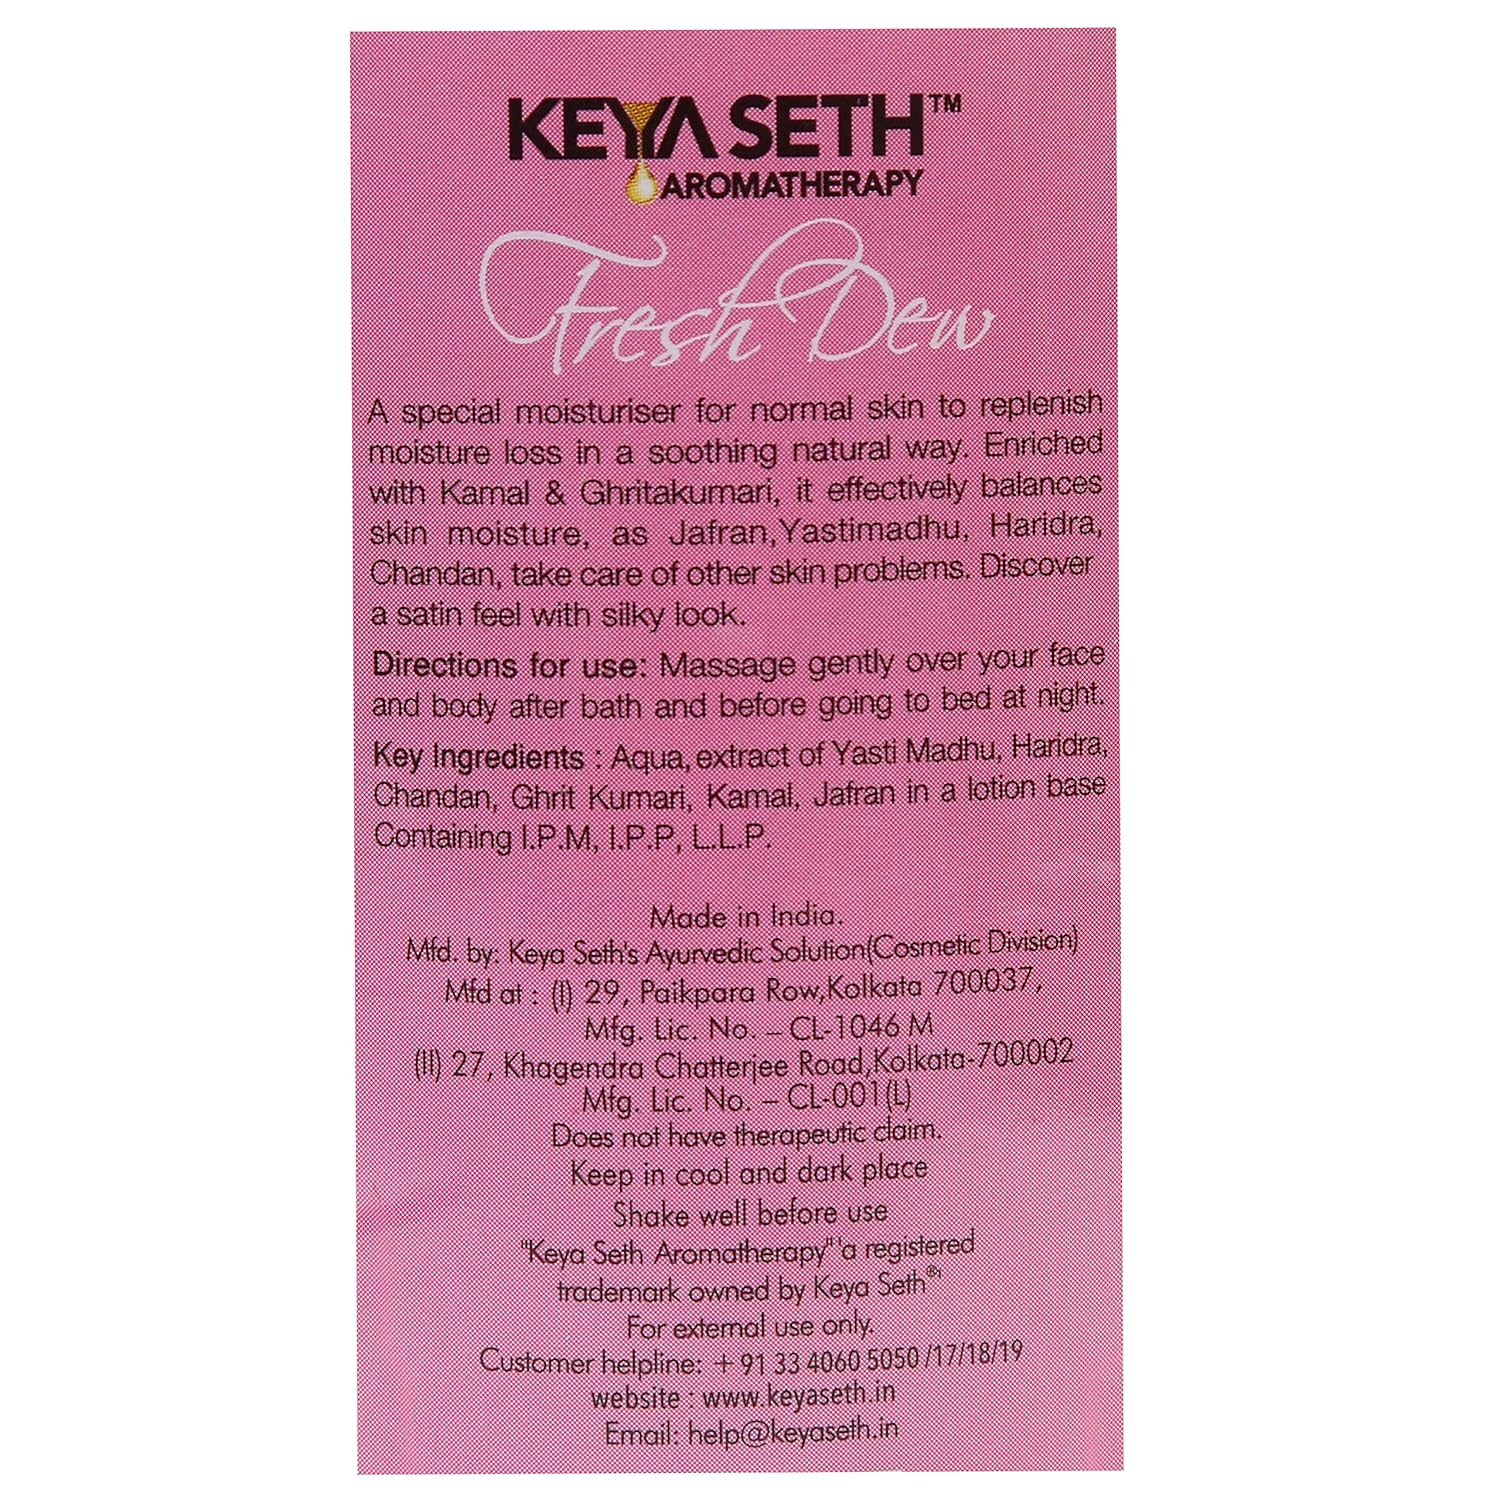 KEYA SETH™
AROMATHERAPY
Fresh Dew
A special moisturiser for normal skin to replenish
moisture loss in a soothing natural way. Enriched
with Kamal & Ghritakumari, it effectively balances
skin moisture, as Jafran,Yastimadhu, Haridra,
Chandan, take care of other skin problems. Discover
a satin feel with silky look.
Directions for use: Massage gently over your face
and body after bath and before going to bed at night.
Key Ingredients : Aqua, extract of Yasti Madhu, Haridra,
Chandan, Ghrit Kumari, Kamal, Jafran in a lotion base
Containing I.P.M, I.P.P, L.L.P.
Made in India.
Mfd. by: Keya Seth's Ayurvedic Solution(Cosmetic Division)
Mfd at : (I) 29, Paikpara Row,Kolkata 700037,
Mfg. Lic. No. – CL-1046 M
(II) 27, Khagendra Chatterjee Road,Kolkata-700002
Mfg. Lic. No. – CL-001(L)
Does not have therapeutic claim.
Keep in cool and dark place
Shake well before use
"Keya Seth Aromatherapy" 'a registered
trademark owned by Keya Seth®'
For external use only.
Customer helpline: + 91 33 4060 5050 /17/18/19
website : www.keyaseth.in
Email: help@keyaseth.in